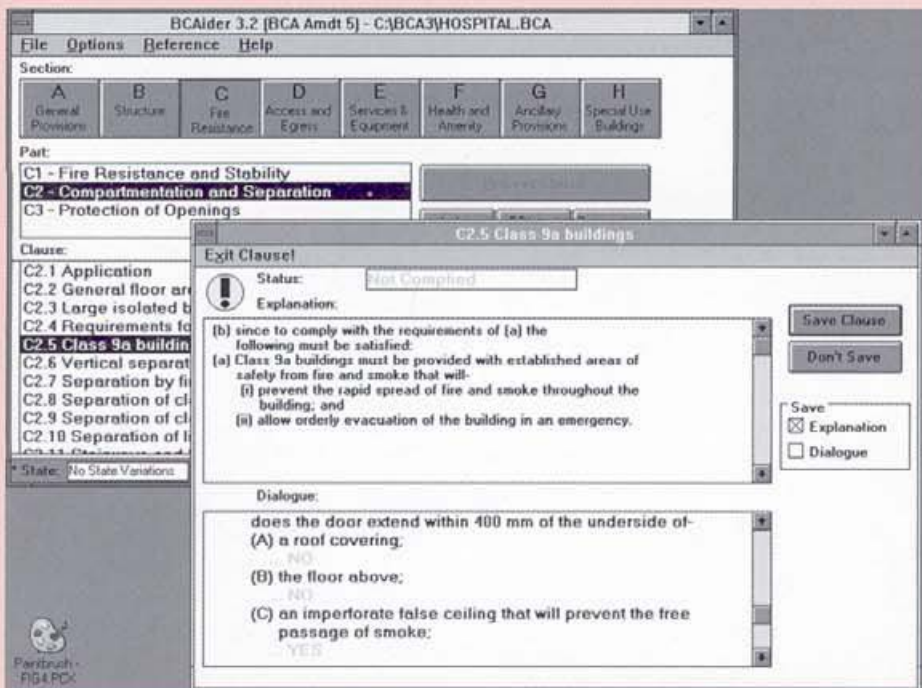 BCAider 3.2 (BCA Amdt 5) - C:\BCA3\HOSPITAL.BCA
File Options Reference Help
Section:
A
General
Provisions
B
Structure
C
Fire
Resistance
D
Access and
Egress
E
Services &
Equipment
F
Health and
Amenity
G
Ancillary
Provisions
H
Special Use
Buildings
Part:
C1 - Fire Resistance and Stability
C2 - Compartmentation and Separation
C3 - Protection of Openings
Clause:
C2.1 Application
C2.2 General floor
C2.3 Large isolated
C2.4 Requirements
C2.5 Class 9a
C2.6 Vertical
C2.7 Separation by
C2.8 Separation of
C2.9 Separation of
C2.10 Separation of
* State: No State Variations
C2.5 Class 9a buildings
Exit Clause!
Status: Not Complied
Explanation:
(b) since to comply with the requirements of (a) the
following must be satisfied:
(a) Class 9a buildings must be provided with established areas of
safety from fire and smoke that will-
(i) prevent the rapid spread of fire and smoke throughout the
building; and
(ii) allow orderly evacuation of the building in an emergency.
Save Clause
Don't Save
Save
Explanation
Dialogue
Dialogue:
does the door extend within 400 mm of the underside of-
(A) a roof covering;
... NO
(B) the floor above;
... NO
(C) an imperforate false ceiling that will prevent the free
passage of smoke;
... YES
Paintbrush -
FIG4.PCX